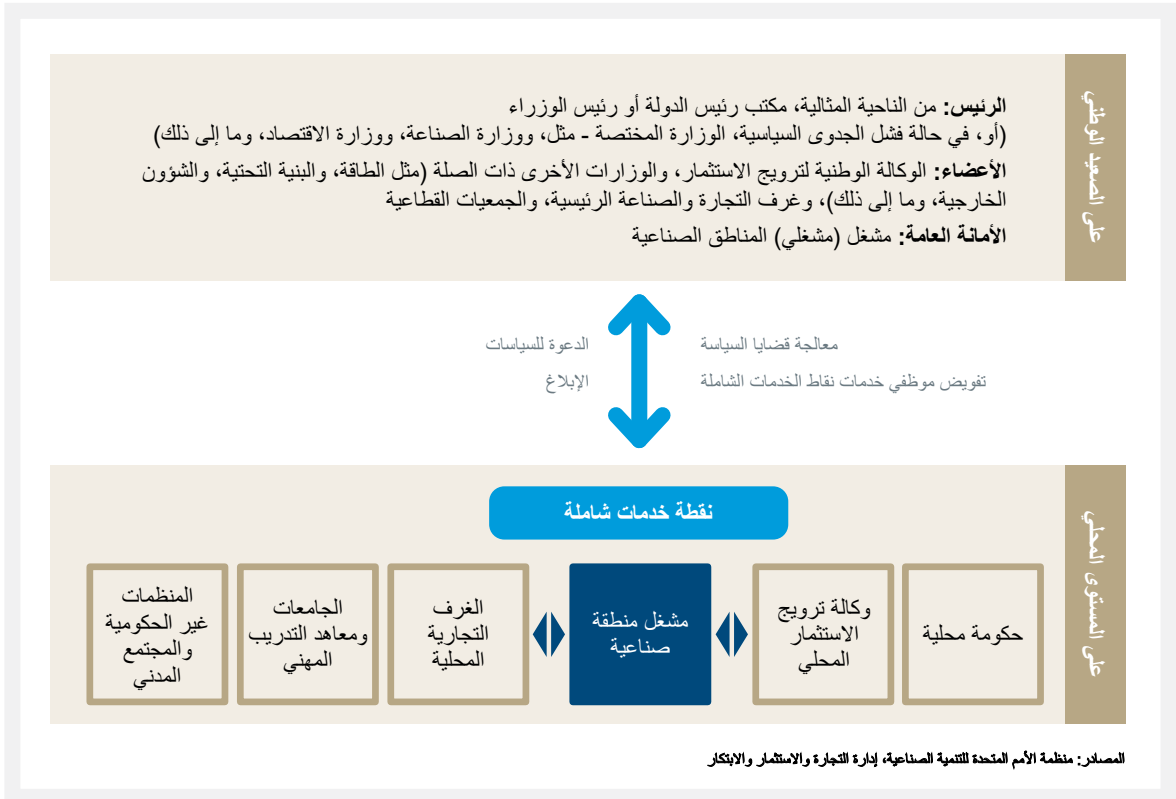 على الصعيد الوطني
الرئيس: من الناحية المثالية، مكتب رئيس الدولة أو رئيس الوزراء
(أو، في حالة فشل الجدوى السياسية، الوزارة المختصة - مثل، ووزارة الصناعة، ووزارة الاقتصاد، وما إلى ذلك)
الأعضاء: الوكالة الوطنية لترويج الاستثمار، والوزارات الأخرى ذات الصلة (مثل الطاقة، والبنية التحتية، والشؤون
الخارجية، وما إلى ذلك)، وغرف التجارة والصناعة الرئيسية، والجمعيات القطاعية
الأمانة العامة: مشغل (مشغلي) المناطق الصناعية
معالجة قضايا السياسة
تفويض موظفي خدمات نقاط الخدمات الشاملة
الدعوة للسياسات
الإبلاغ
على المستوى المحلي
نقطة خدمات شاملة
حكومة محلية
وكالة ترويج
الاستثمار
المحلي
مشغل منطقة
صناعية
الغرف
التجارية
المحلية
الجامعات
ومعاهد التدريب
المهني
المنظمات
غير الحكومية
والمجتمع
المدني
المصادر: منظمة الأمم المتحدة للتنمية الصناعية، إدارة التجارة والاستثمار والابتكار